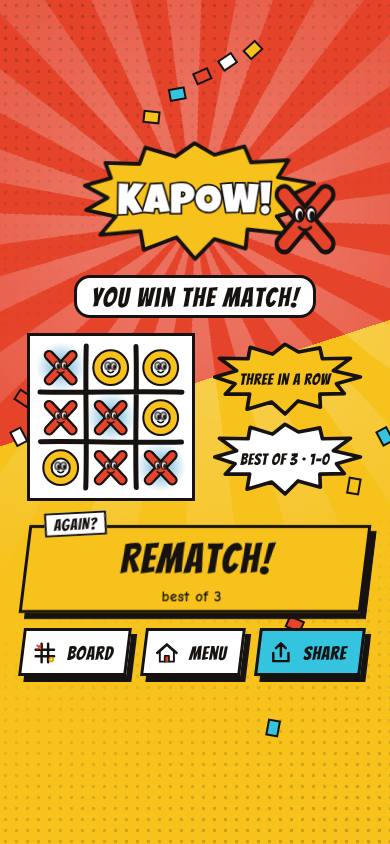 KAPOW!
YOU WIN THE MATCH!
THREE IN A ROW
BEST OF 3 · 1-0
AGAIN?
REMATCH!
best of 3
BOARD
MENU
SHARE